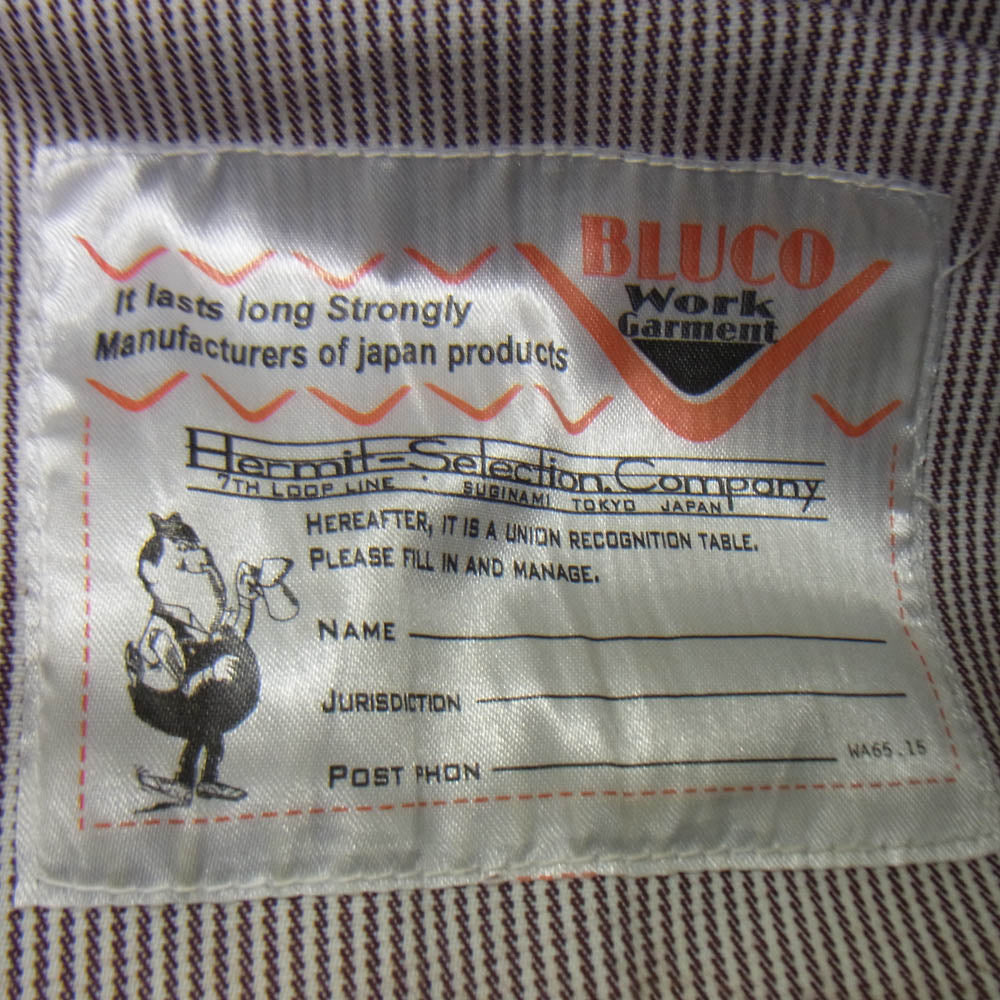 BLUCO
Work
Garment
It lasts long Strongly
Manufacturers of japan products
Hermit-Selection.Company
7TH LOOP LINE . SUGINAMI TOKYO JAPAN
HEREAFTER, IT IS A UNION RECOGNITION TABLE.
PLEASE FILL IN AND MANAGE.
NAME
JURISDICTION
POST PHON
WA65.15